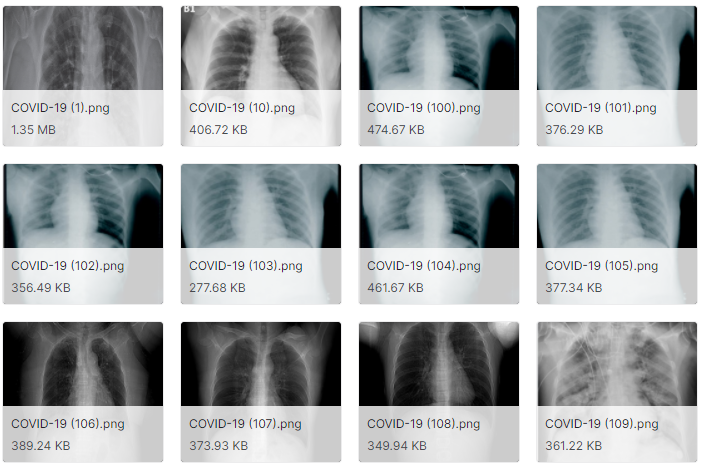 B1
COVID-19 (1).png
1.35 MB
COVID-19 (10).png
406.72 KB
COVID-19 (100).png
474.67 KB
COVID-19 (101).png
376.29 KB
COVID-19 (102).png
356.49 KB
COVID-19 (103).png
277.68 KB
COVID-19 (104).png
461.67 KB
COVID-19 (105).png
377.34 KB
COVID-19 (106).png
389.24 KB
COVID-19 (107).png
373.93 KB
COVID-19 (108).png
349.94 KB
COVID-19 (109).png
361.22 KB